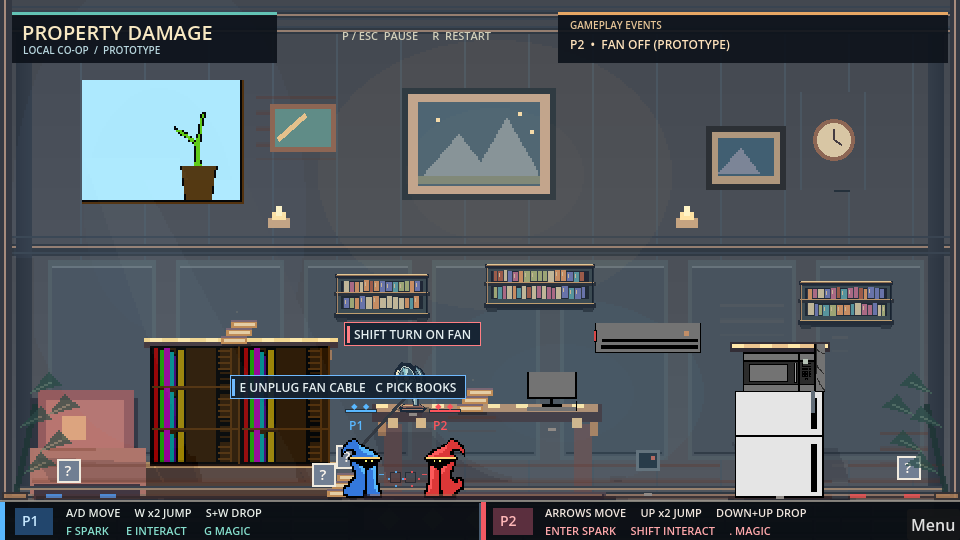 PROPERTY DAMAGE
LOCAL CO-OP / PROTOTYPE
P / ESC PAUSE R RESTART
GAMEPLAY EVENTS
P2 • FAN OFF (PROTOTYPE)
SHIFT TURN ON FAN
E UNPLUG FAN CABLE C PICK BOOKS
P1
P2
?
?
?
P1
A/D MOVE W x2 JUMP S+W DROP
F SPARK E INTERACT G MAGIC
P2
ARROWS MOVE UP x2 JUMP DOWN+UP DROP
ENTER SPARK SHIFT INTERACT . MAGIC
Menu